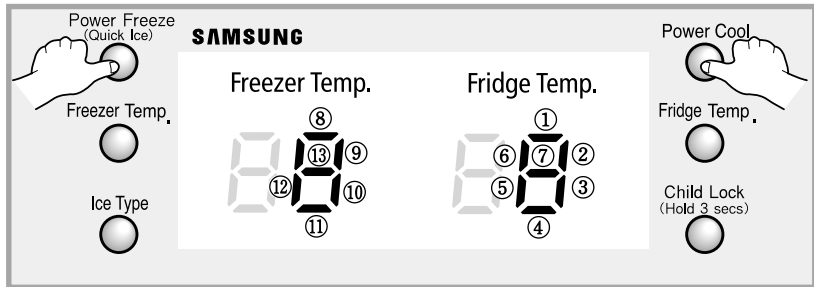 Power Freeze
(Quick Ice)
SAMSUNG
Power Cool
Freezer Temp.
Fridge Temp.
Freezer Temp.
Fridge Temp.
Ice Type
Child Lock
(Hold 3 secs)
⑧
⑬ ⑨
⑫ ⑩
⑪
①
⑥ ⑦ ②
⑤ ③
④